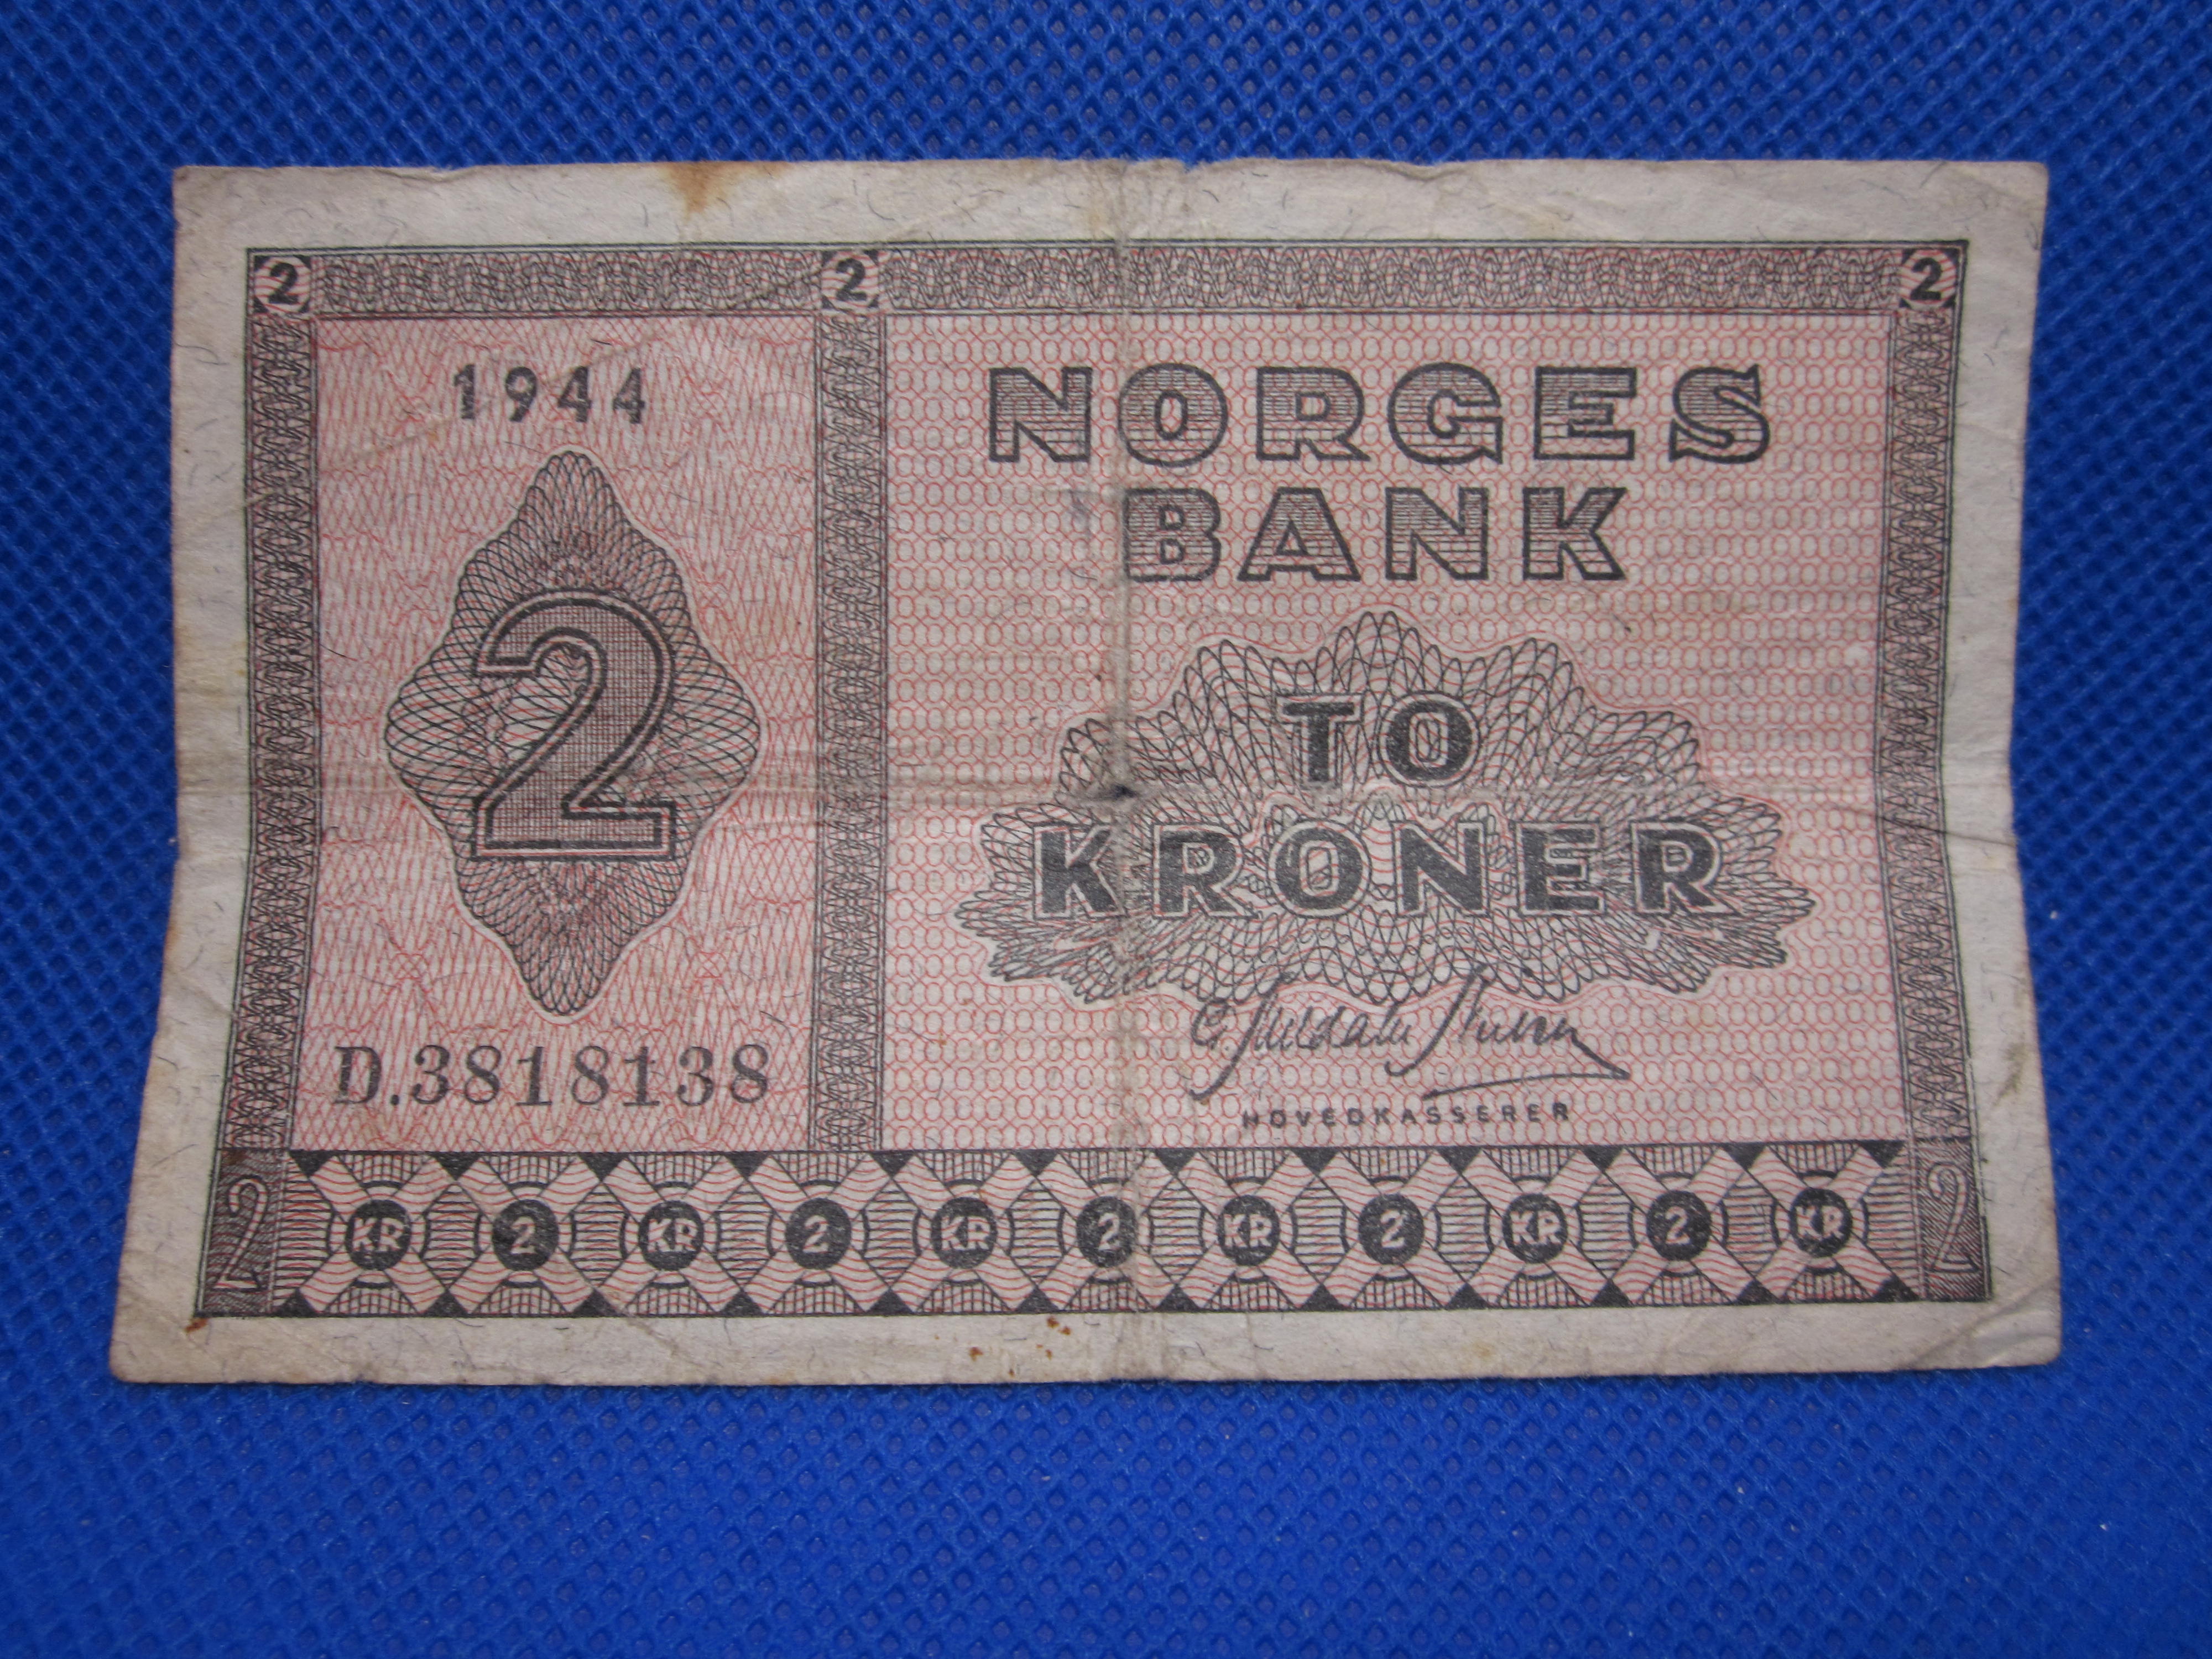 2 2 2
1944
NORGES
BANK
2
TO
KRONER
D.3818138
HOVEDKASSERER
2 KR 2 KR 2 KR 2 KR 2 KR 2 KR 2